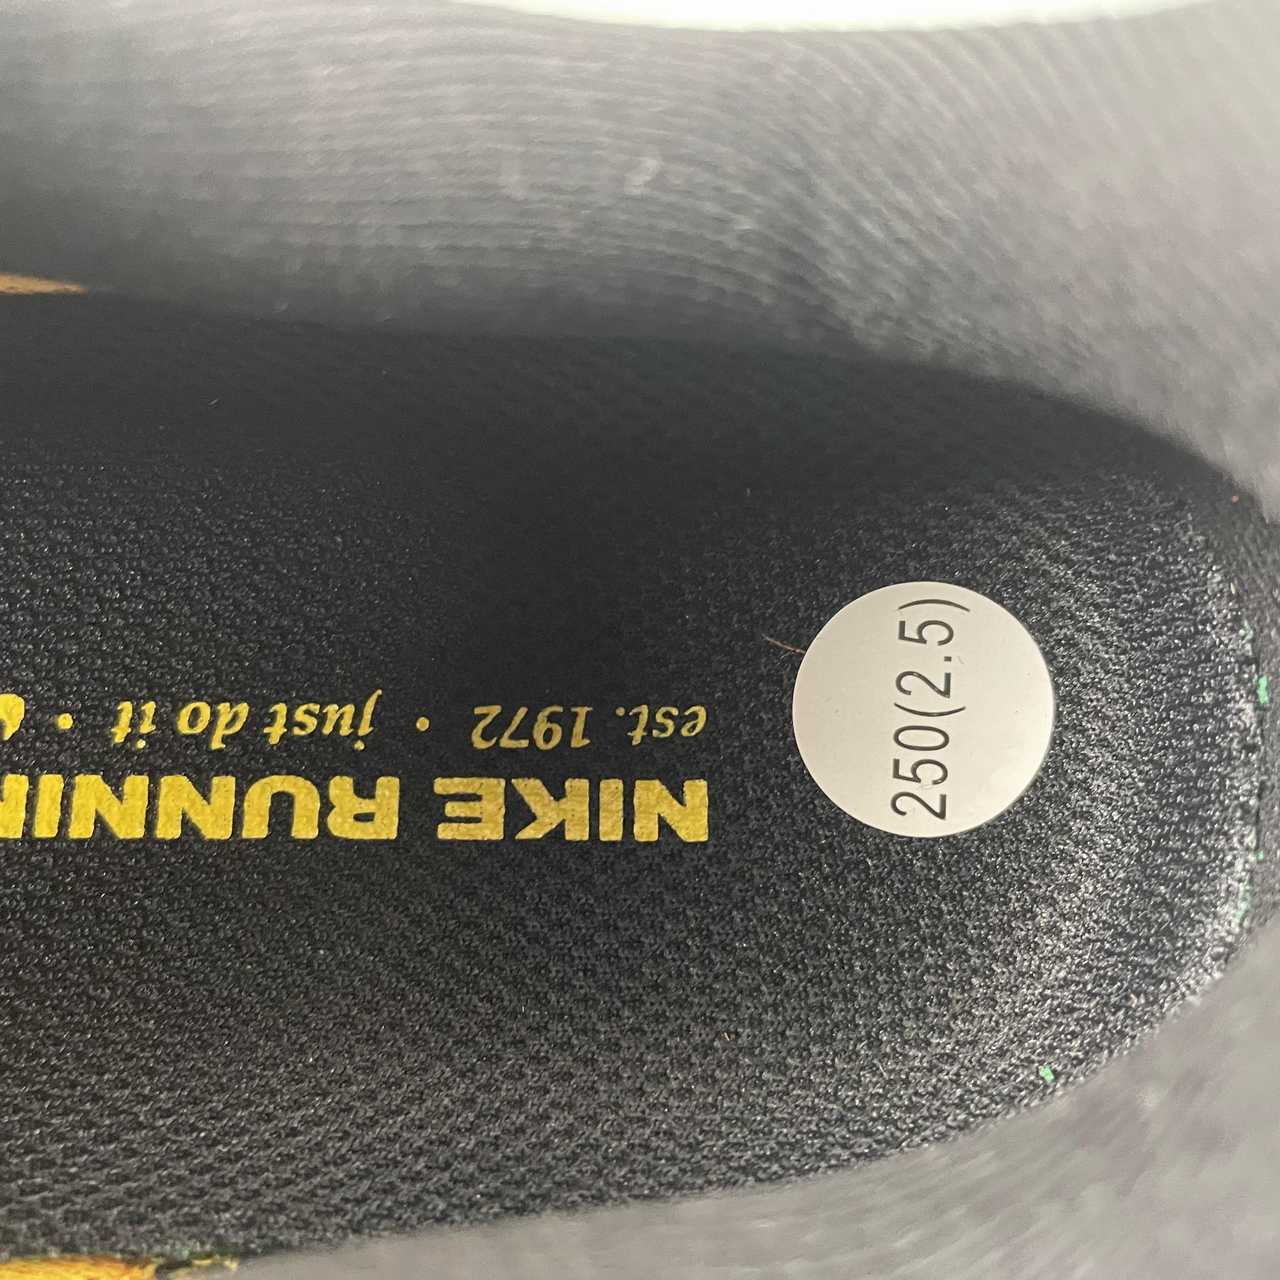 NIKE RUNNI
est. 1972 • just do it •
250(2.5)